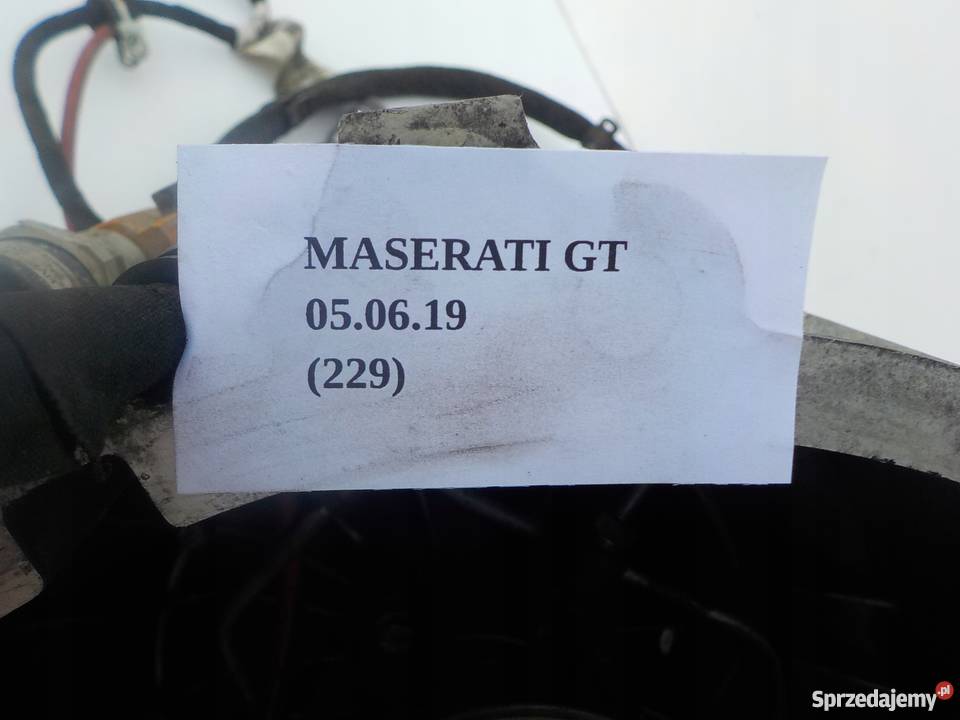 MASERATI GT
05.06.19
(229)
Sprzedajemy.pl